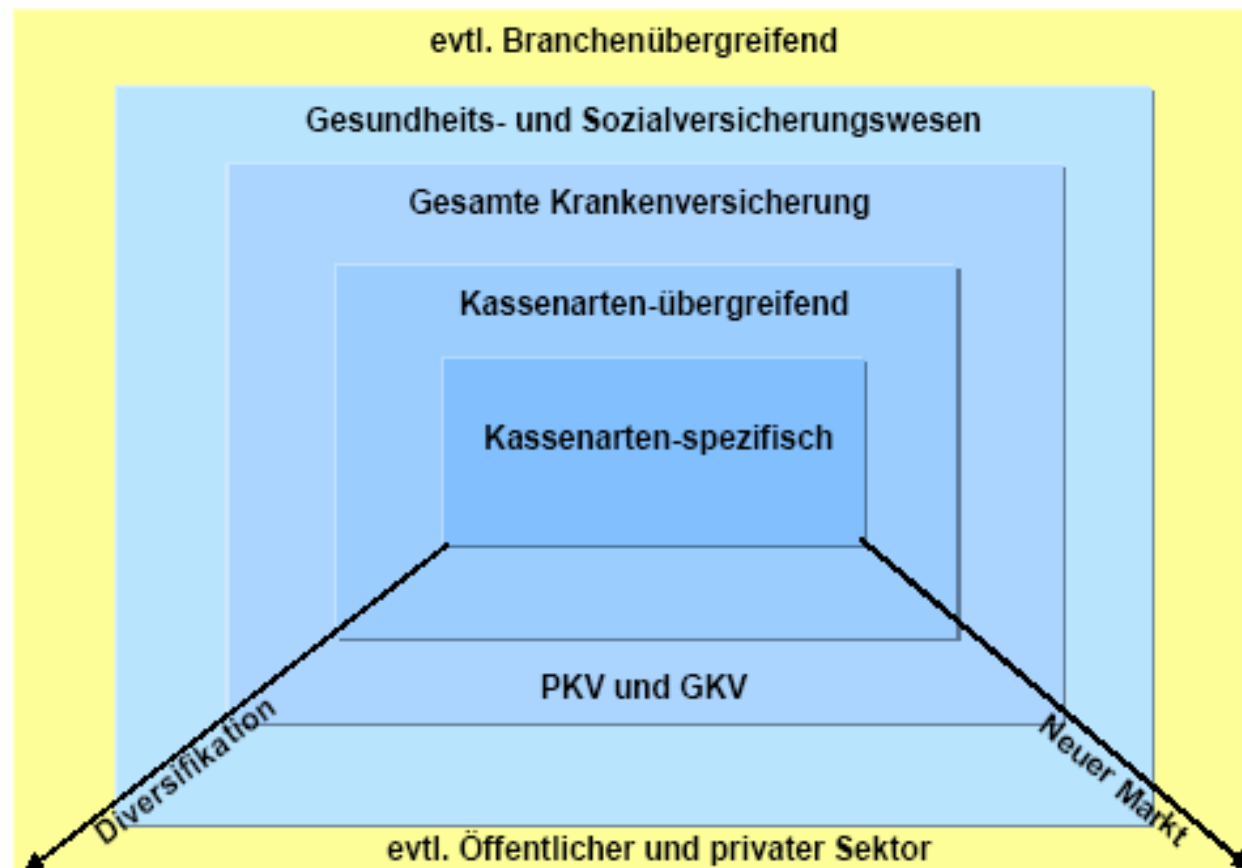 evtl. Branchenübergreifend
Gesundheits- und Sozialversicherungswesen
Gesamte Krankenversicherung
Kassenarten-übergreifend
Kassenarten-spezifisch
PKV und GKV
Diversifikation
Neuer Markt
evtl. Öffentlicher und privater Sektor